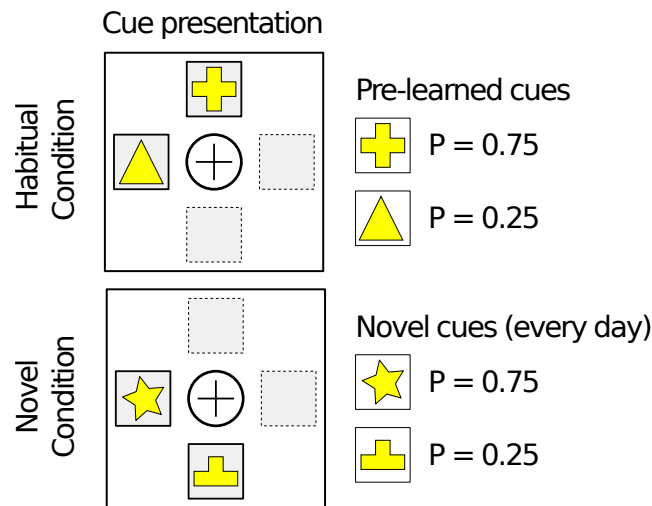 Cue presentation
Habitual
Condition
Pre-learned cues
P = 0.75
P = 0.25
Novel
Condition
Novel cues (every day)
P = 0.75
P = 0.25